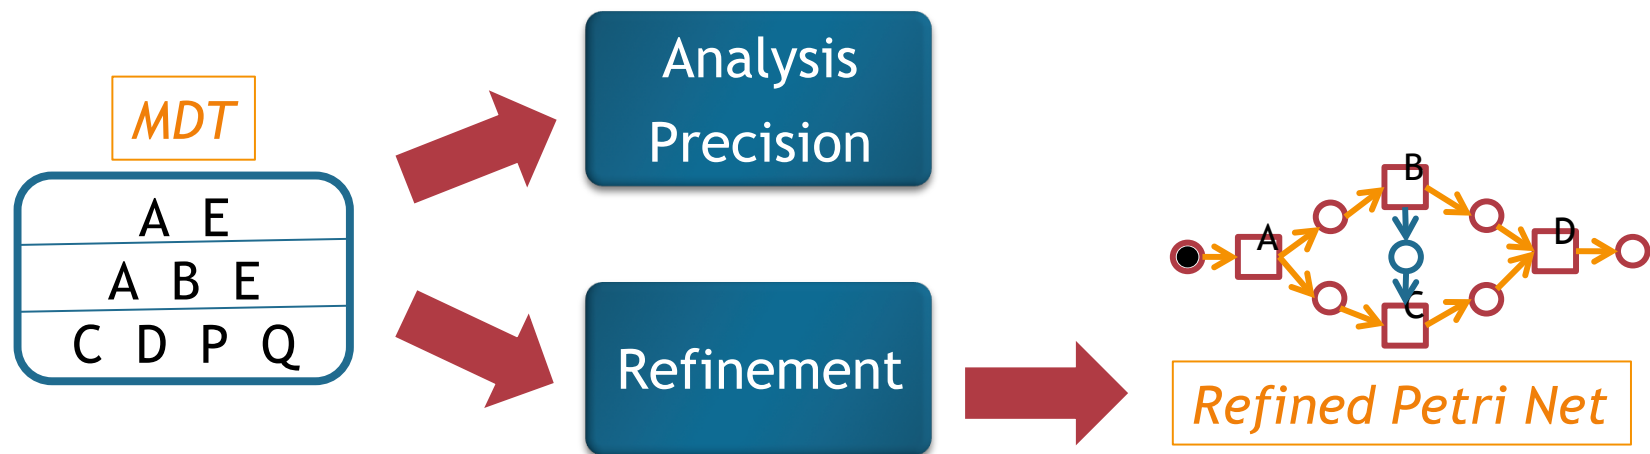 MDT
A E
A B E
C D P Q
Analysis
Precision
Refinement
B
A
D
C
Refined Petri Net